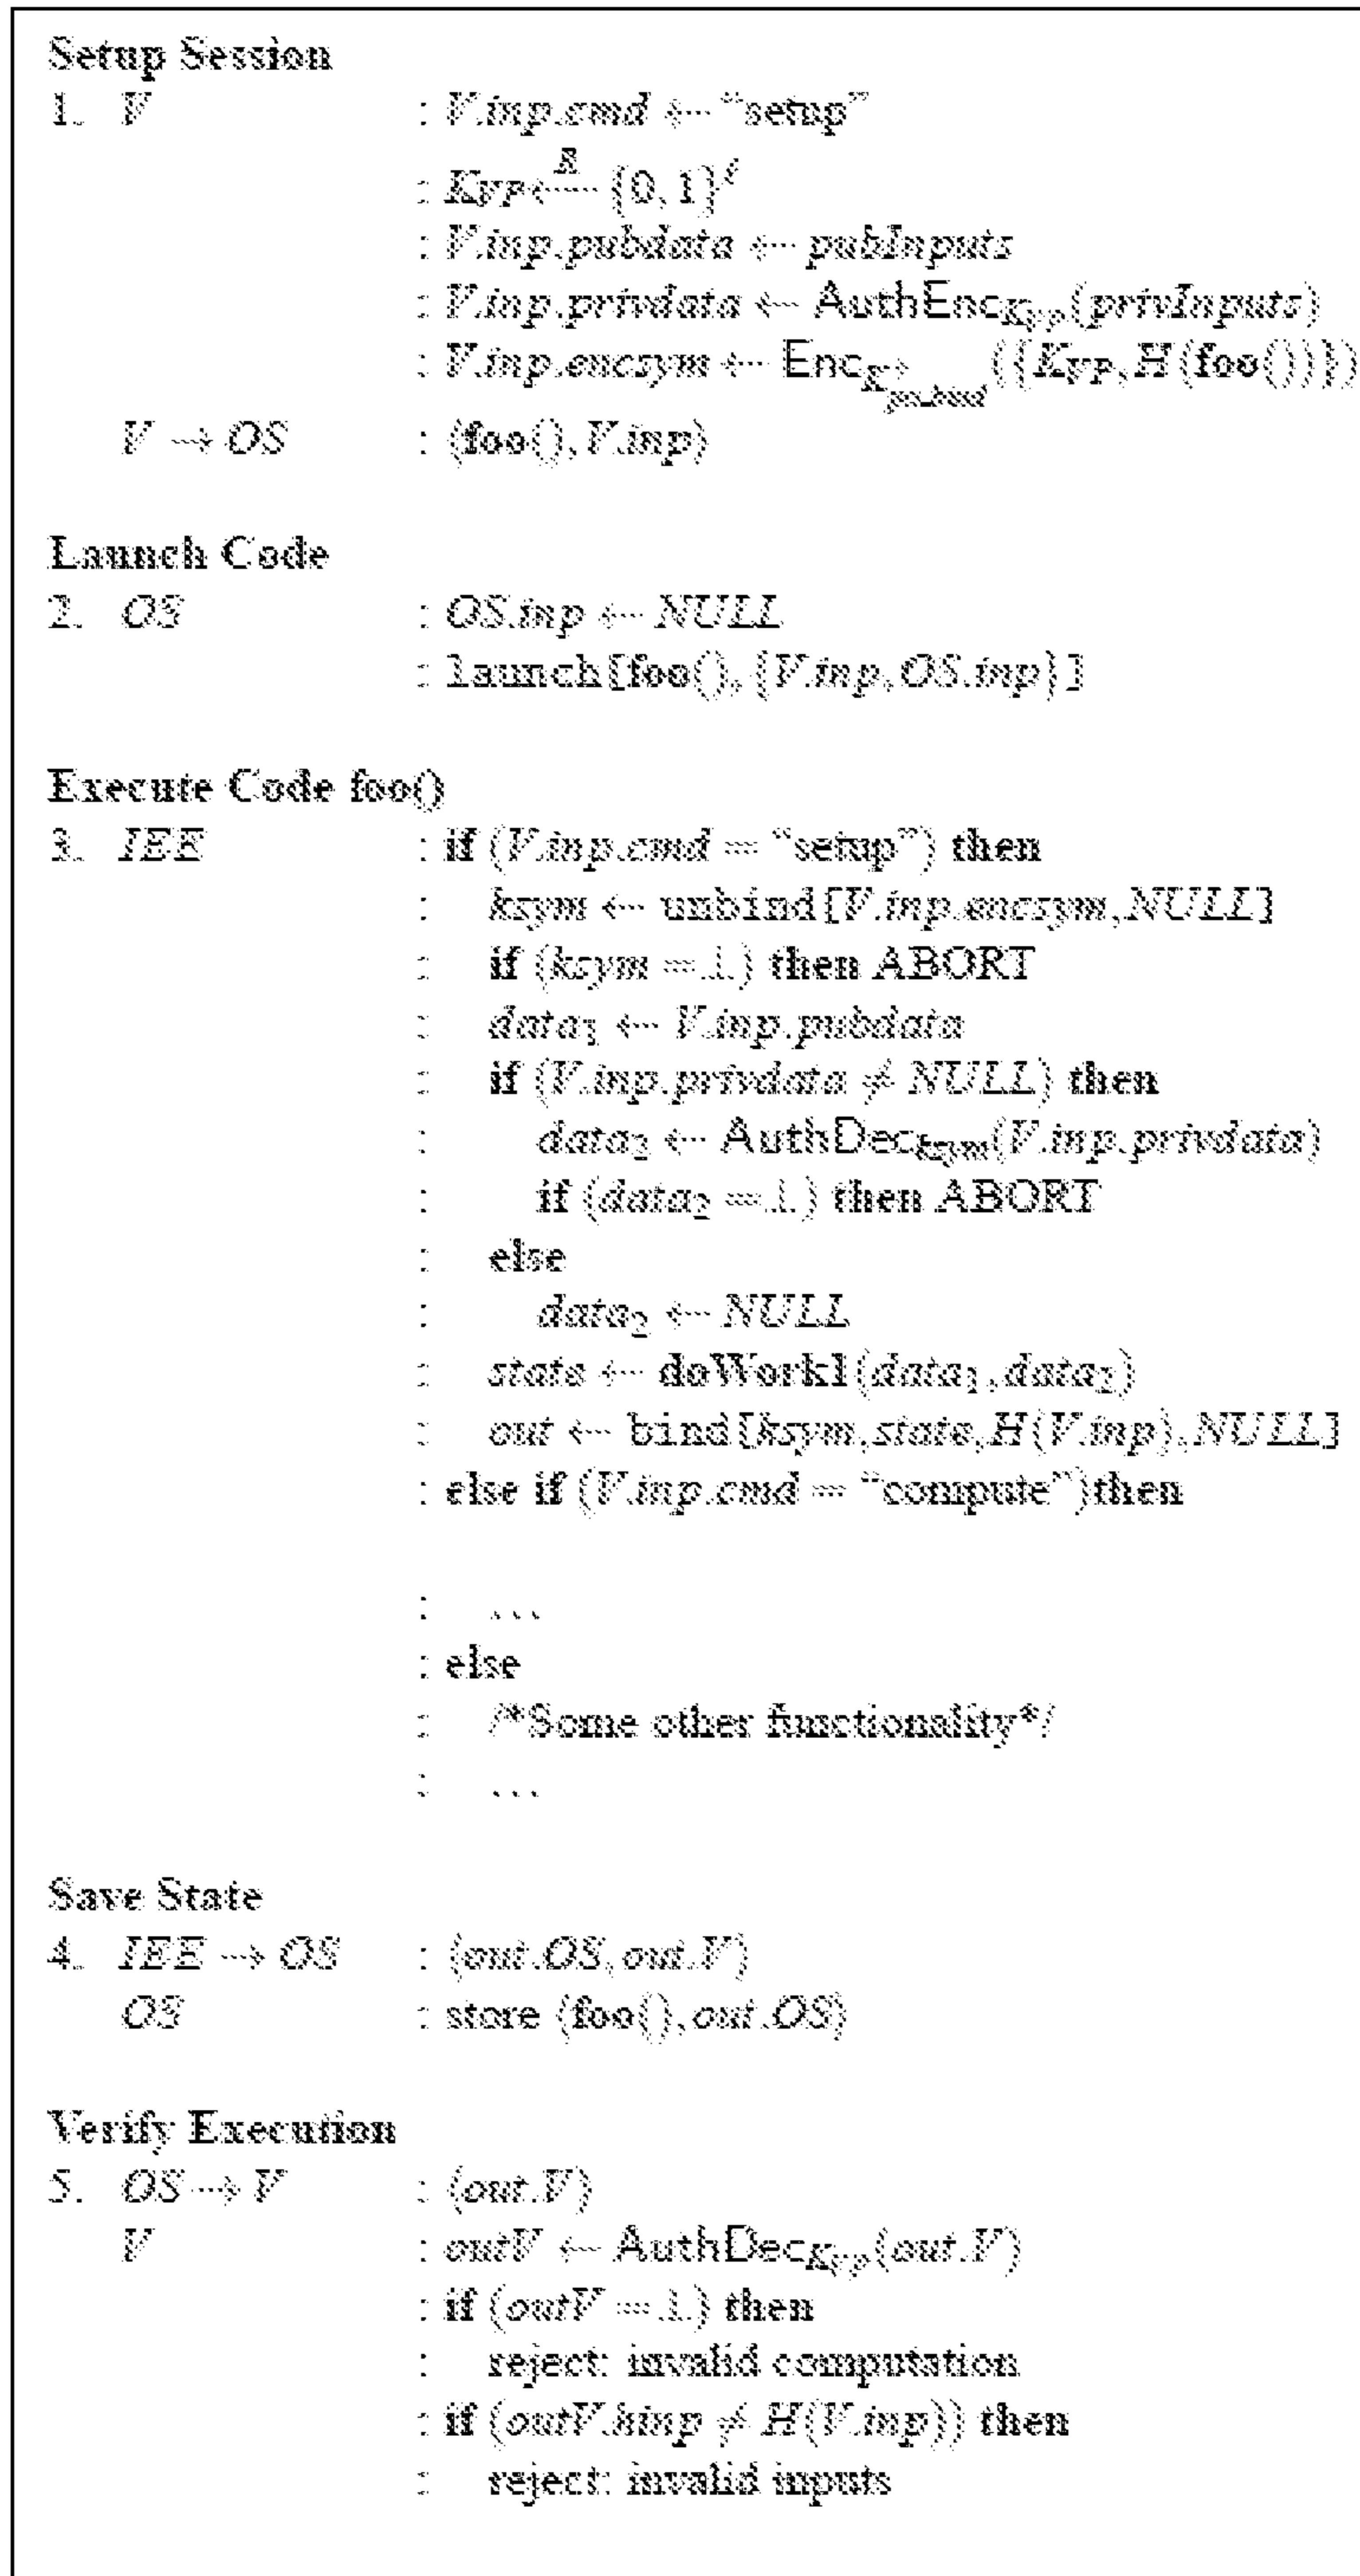 Setup Session
1. V : V.inp.cmd ← “setup”
: K_VP ←R {0,1}^ℓ
: V.inp.pubdata ← pubInputs
: V.inp.privdata ← AuthEnc_K_VP(privInputs)
: V.inp.encsym ← Enc_K+({K_VP, H(foo())})
V → OS : (foo(), V.inp)
Launch Code
2. OS : OS.inp ← NULL
: launch[foo(), {V.inp, OS.inp}]
Execute Code foo()
3. IEE : if (V.inp.cmd = “setup”) then
: ksym ← unbind[V.inp.encsym, NULL]
: if (ksym = ⊥) then ABORT
: data1 ← V.inp.pubdata
: if (V.inp.privdata ≠ NULL) then
: data2 ← AuthDec_ksym(V.inp.privdata)
: if (data2 = ⊥) then ABORT
: else
: data2 ← NULL
: state ← doWork1(data1, data2)
: out ← bind[ksym, state, H(V.inp), NULL]
: else if (V.inp.cmd = “compute”)then
: ...
: else
: /*Some other functionality*/
: ...
Save State
4. IEE → OS : (out.OS, out.V)
OS : store (foo(), out.OS)
Verify Execution
5. OS → V : (out.V)
V : outV ← AuthDec_K_VP(out.V)
: if (outV = ⊥) then
: reject: invalid computation
: if (outV.hinp ≠ H(V.inp)) then
: reject: invalid inputs